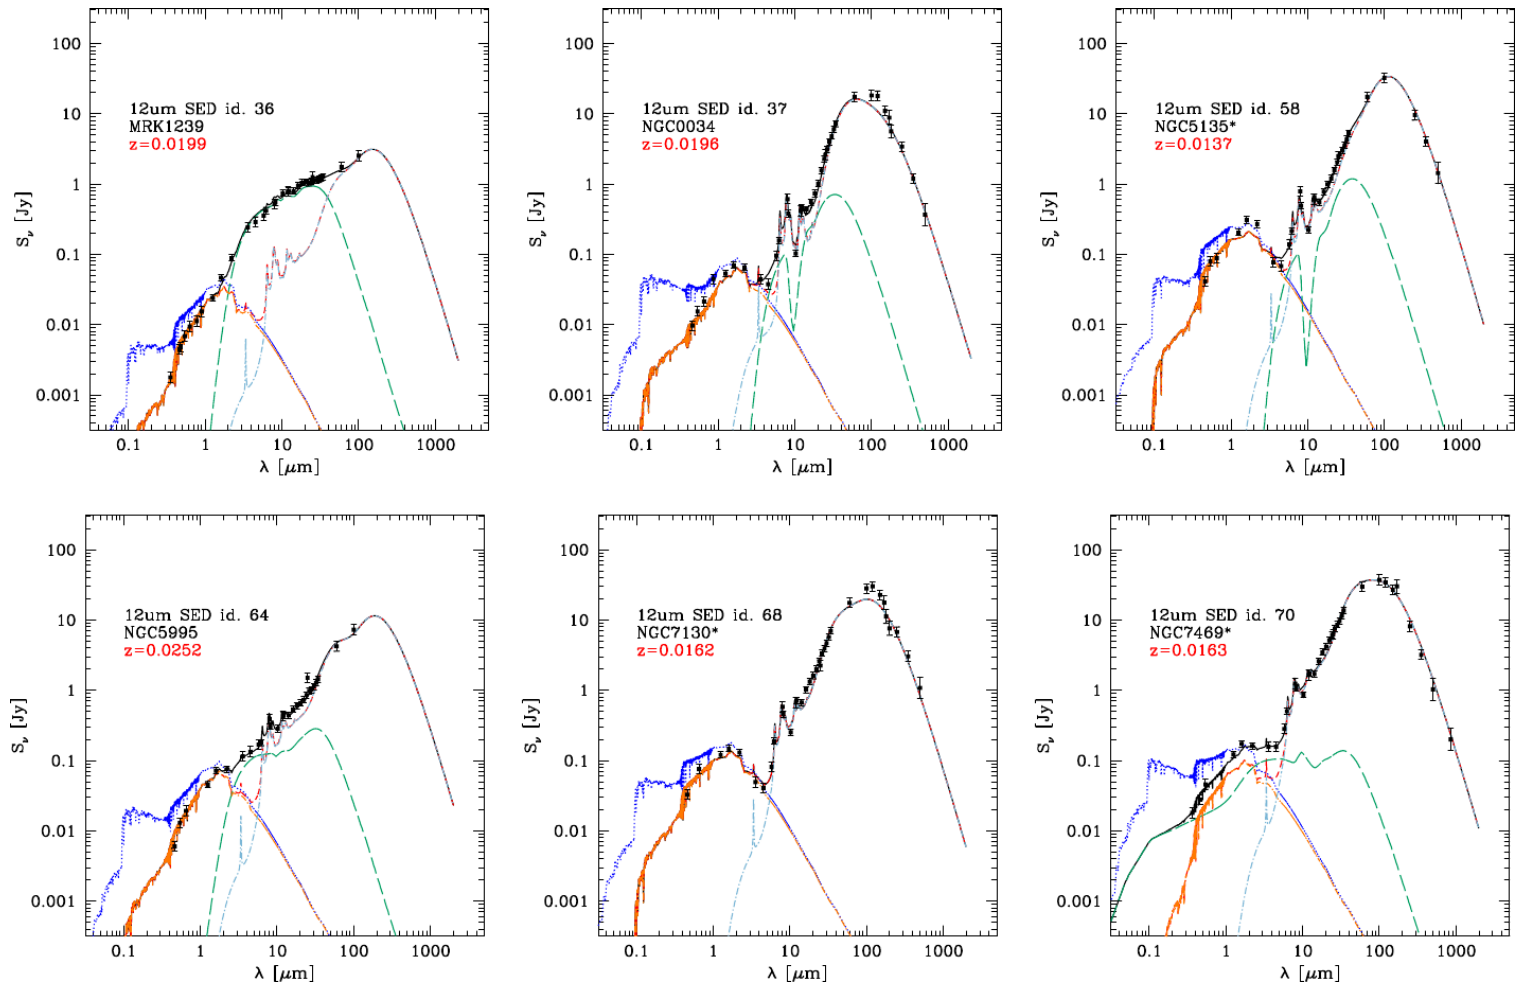 100
10
1
0.1
0.01
0.001
S_ν [Jy]
12um SED id. 36
MRK1239
z=0.0199
0.1 1 10 100 1000
λ [μm]
100
10
1
0.1
0.01
0.001
S_ν [Jy]
12um SED id. 37
NGC0034
z=0.0196
0.1 1 10 100 1000
λ [μm]
100
10
1
0.1
0.01
0.001
S_ν [Jy]
12um SED id. 58
NGC5135*
z=0.0137
0.1 1 10 100 1000
λ [μm]
100
10
1
0.1
0.01
0.001
S_ν [Jy]
12um SED id. 64
NGC5995
z=0.0252
0.1 1 10 100 1000
λ [μm]
100
10
1
0.1
0.01
0.001
S_ν [Jy]
12um SED id. 68
NGC7130*
z=0.0162
0.1 1 10 100 1000
λ [μm]
100
10
1
0.1
0.01
0.001
S_ν [Jy]
12um SED id. 70
NGC7469*
z=0.0163
0.1 1 10 100 1000
λ [μm]